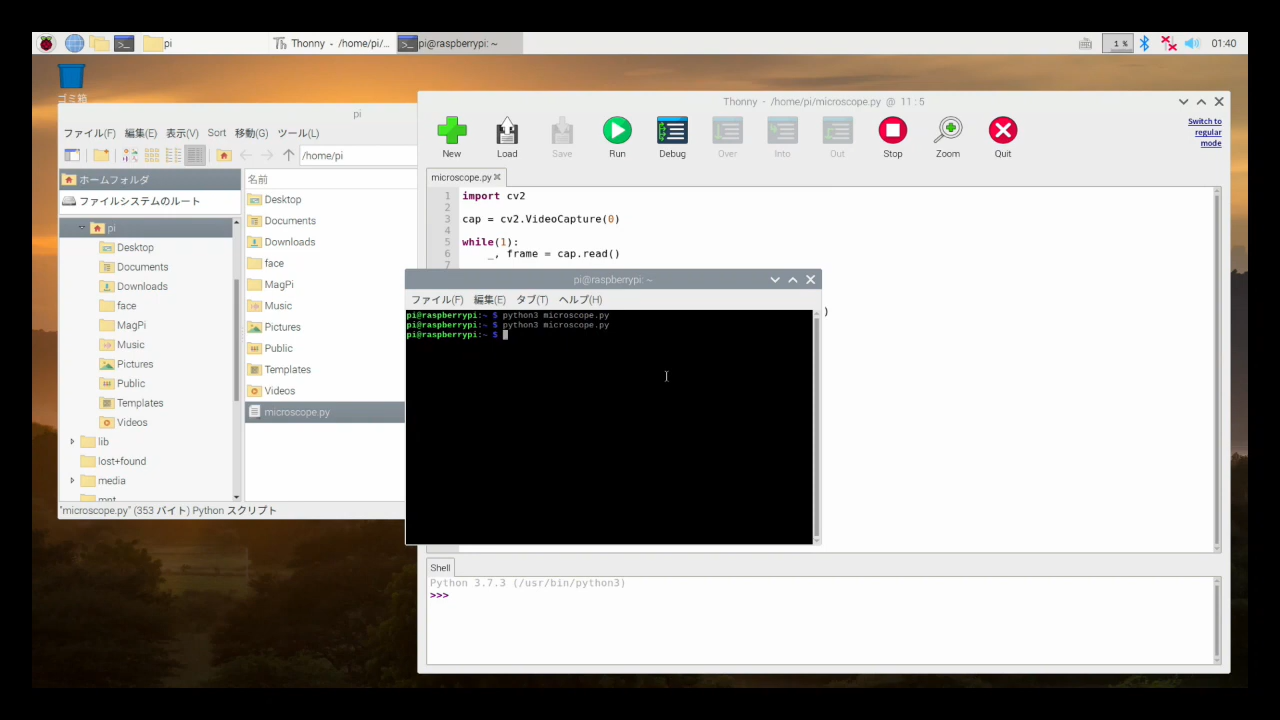 pi
Thonny - /home/pi/...
pi@raspberrypi: ~
1 %
01:40
ゴミ箱
pi
ファイル(F) 編集(E) 表示(V) Sort 移動(G) ツール(L)
/home/pi
ホームフォルダ
ファイルシステムのルート
pi
Desktop
Documents
Downloads
face
MagPi
Music
Pictures
Public
Templates
Videos
lib
lost+found
media
mnt
名前
Desktop
Documents
Downloads
face
MagPi
Music
Pictures
Public
Templates
Videos
microscope.py
"microscope.py" (353 バイト) Python スクリプト
Thonny - /home/pi/microscope.py @ 11 : 5
New Load Save Run Debug Over Into Out Stop Zoom Quit
Switch to
regular
mode
microscope.py
1 import cv2
2
3 cap = cv2.VideoCapture(0)
4
5 while(1):
6 _, frame = cap.read()
7
)
pi@raspberrypi: ~
ファイル(F) 編集(E) タブ(T) ヘルプ(H)
pi@raspberrypi:~ $ python3 microscope.py
pi@raspberrypi:~ $ python3 microscope.py
pi@raspberrypi:~ $
Shell
Python 3.7.3 (/usr/bin/python3)
>>>